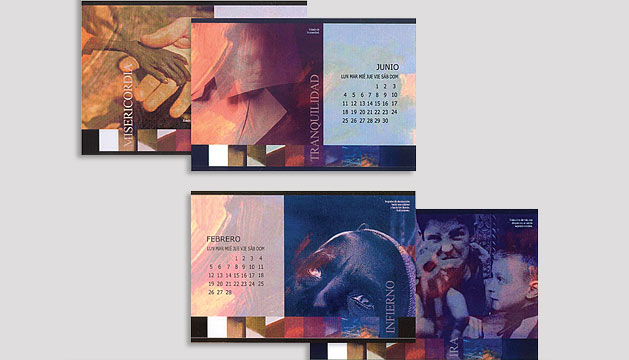 MISERICORDIA
TRANQUILIDAD
JUNIO
LUN MAR MIÉ JUE VIE SÁB DOM
1 2 3
4 5 6 7 8 9 10
11 12 13 14 15 16 17
18 19 20 21 22 23 24
25 26 27 28 29 30
FEBRERO
LUN MAR MIÉ JUE VIE SÁB DOM
1 2 3 4
5 6 7 8 9 10 11
12 13 14 15 16 17 18
19 20 21 22 23 24 25
26 27 28
INFIERNO
IRA